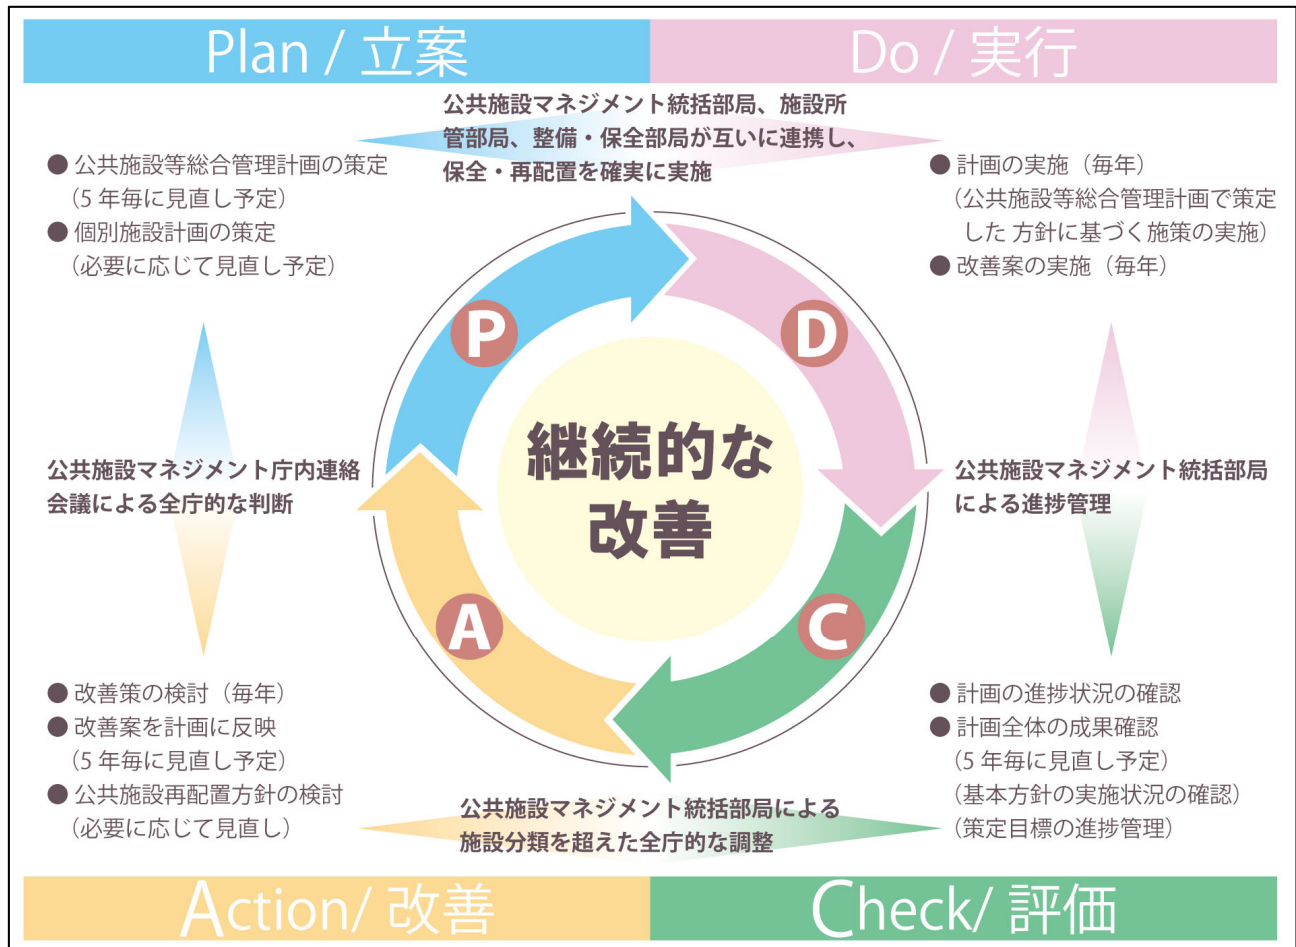 Plan / 立案
Do / 実行
公共施設マネジメント統括部局、施設所
管部局、整備・保全部局が互いに連携し、
保全・再配置を確実に実施
● 公共施設等総合管理計画の策定
（5 年毎に見直し予定）
● 個別施設計画の策定
（必要に応じて見直し予定）
● 計画の実施（毎年）
（公共施設等総合管理計画で策定
した 方針に基づく施策の実施）
● 改善案の実施（毎年）
P
D
継続的な
改善
公共施設マネジメント庁内連絡
会議による全庁的な判断
公共施設マネジメント統括部局
による進捗管理
A
C
● 改善策の検討（毎年）
● 改善案を計画に反映
（5 年毎に見直し予定）
● 公共施設再配置方針の検討
（必要に応じて見直し）
● 計画の進捗状況の確認
● 計画全体の成果確認
（5 年毎に見直し予定）
（基本方針の実施状況の確認）
（策定目標の進捗管理）
公共施設マネジメント統括部局による
施設分類を超えた全庁的な調整
Action/ 改善
Check/ 評価